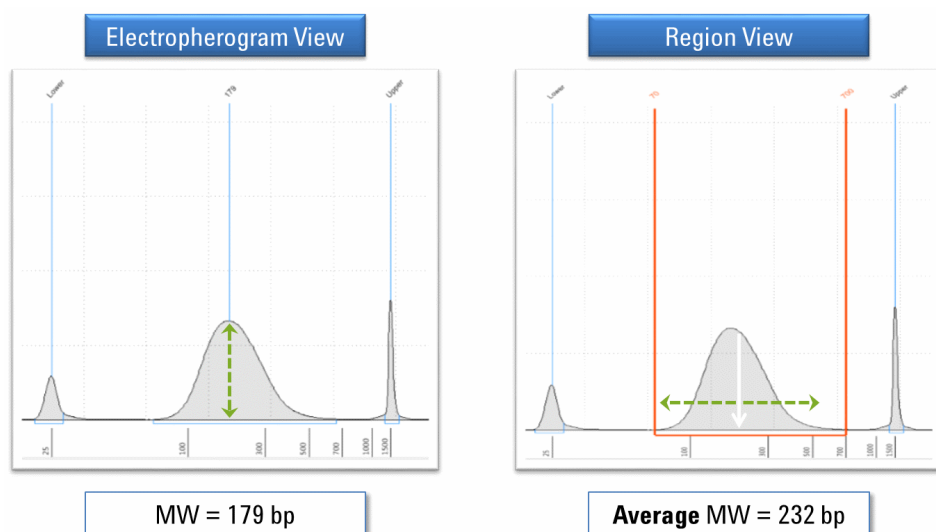 Electropherogram View
Region View
Lower
179
Upper
Lower
70
700
Upper
25
100
300
500
700
1000
1500
25
100
300
500
700
1000
1500
MW = 179 bp
Average MW = 232 bp